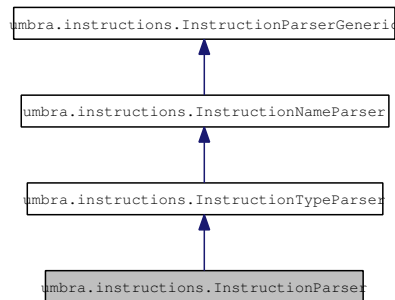 umbra.instructions.InstructionParserGeneric
umbra.instructions.InstructionNameParser
umbra.instructions.InstructionTypeParser
umbra.instructions.InstructionParser